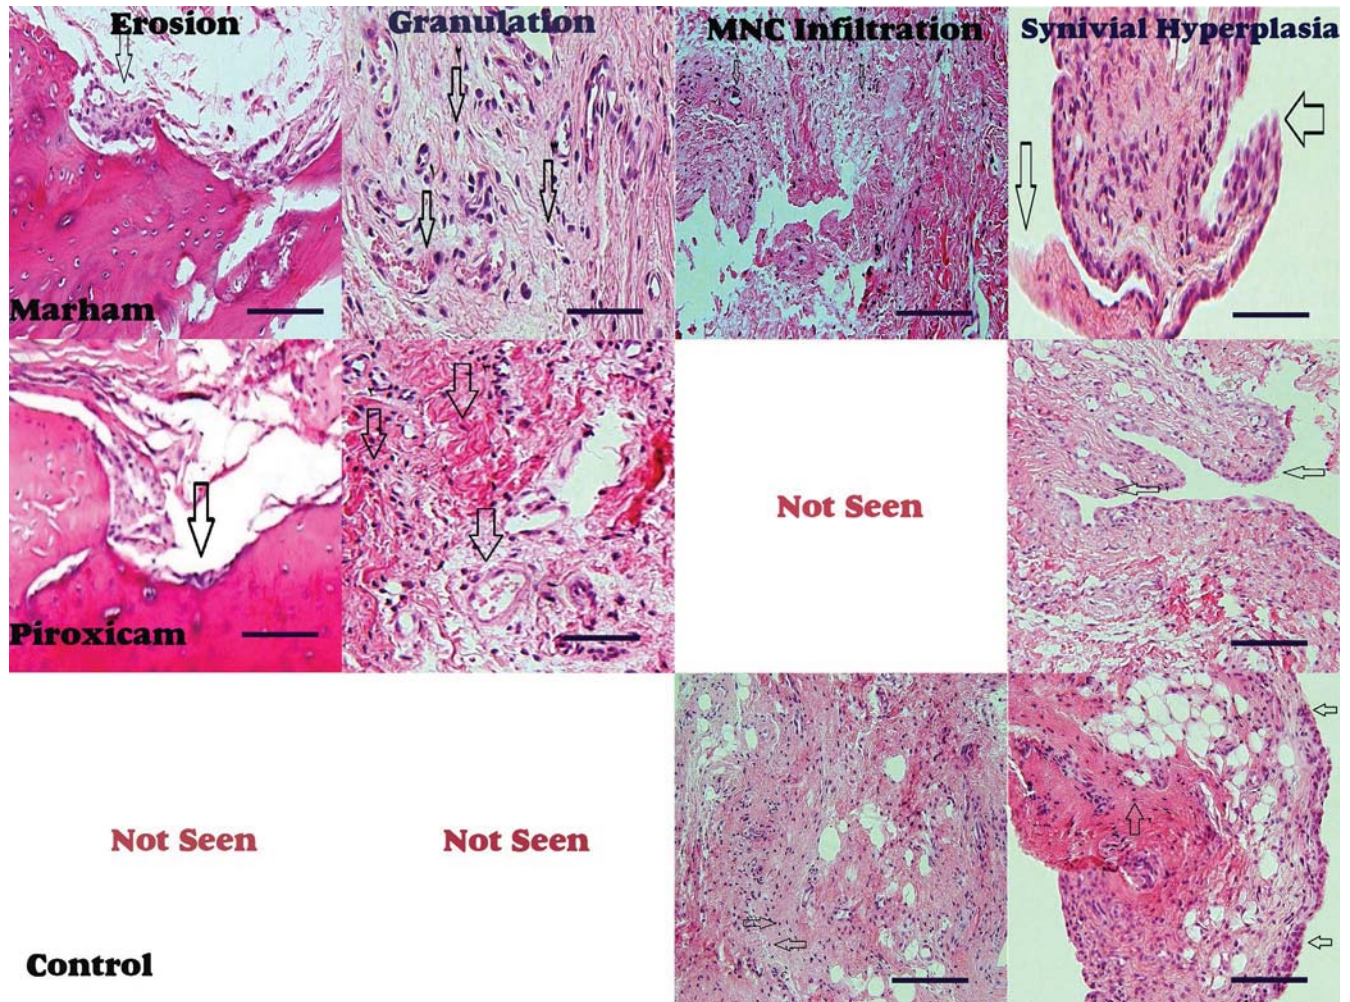 Erosion
Granulation
MNC Infiltration
Synivial Hyperplasia
Marham
Piroxicam
Not Seen
Not Seen
Not Seen
Control